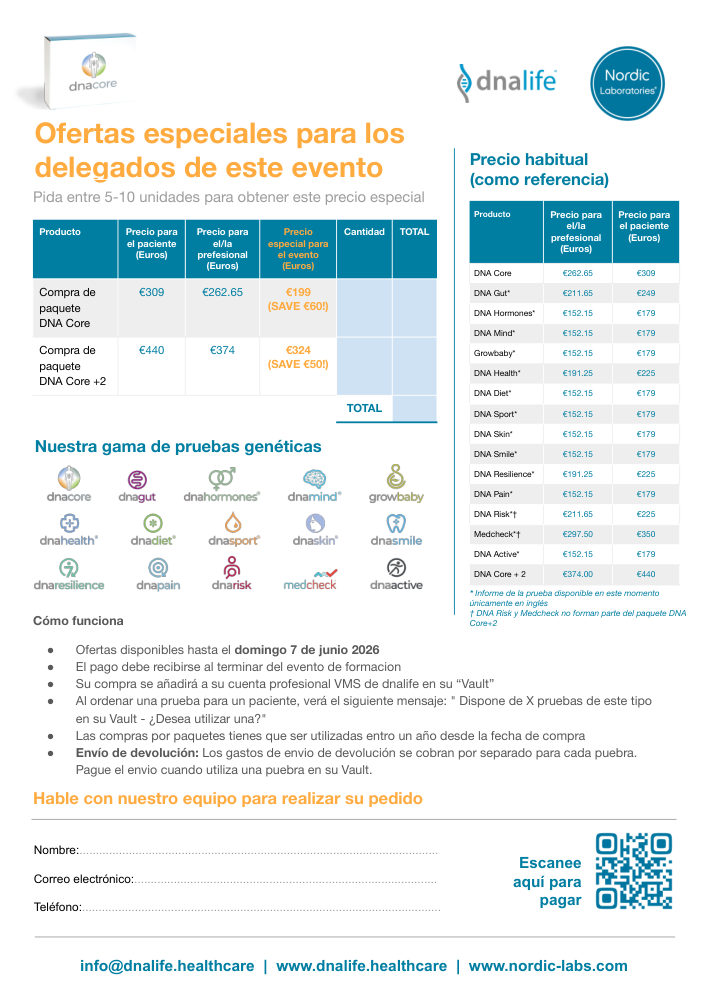 dnacore
dnalife
Nordic
Laboratories®
Ofertas especiales para los
delegados de este evento
Pida entre 5-10 unidades para obtener este precio especial
Producto
Precio para
el paciente
(Euros)
Precio para
el/la
prefesional
(Euros)
Precio
especial para
el evento
(Euros)
Cantidad
TOTAL
Compra de
paquete
DNA Core
€309
€262.65
€199
(SAVE €60!)
Compra de
paquete
DNA Core +2
€440
€374
€324
(SAVE €50!)
TOTAL
Nuestra gama de pruebas genéticas
dnacore
dnagut
dnahormones®
dnamind®
growbaby
dnahealth®
dnadiet®
dnasport®
dnaskin®
dnasmile
dnaresilience
dnapain
dnarisk
medcheck
dnaactive
Precio habitual
(como referencia)
Producto
Precio para
el/la
prefesional
(Euros)
Precio para
el paciente
(Euros)
DNA Core €262.65 €309
DNA Gut* €211.65 €249
DNA Hormones* €152.15 €179
DNA Mind* €152.15 €179
Growbaby* €152.15 €179
DNA Health* €191.25 €225
DNA Diet* €152.15 €179
DNA Sport* €152.15 €179
DNA Skin* €152.15 €179
DNA Smile* €152.15 €179
DNA Resilience* €191.25 €225
DNA Pain* €152.15 €179
DNA Risk*† €211.65 €225
Medcheck*† €297.50 €350
DNA Active* €152.15 €179
DNA Core + 2 €374.00 €440
* Informe de la prueba disponible en este momento
únicamente en inglés
† DNA Risk y Medcheck no forman parte del paquete DNA
Core+2
Cómo funciona
● Ofertas disponibles hasta el domingo 7 de junio 2026
● El pago debe recibirse al terminar del evento de formacion
● Su compra se añadirá a su cuenta profesional VMS de dnalife en su “Vault”
● Al ordenar una prueba para un paciente, verá el siguiente mensaje: " Dispone de X pruebas de este tipo
en su Vault - ¿Desea utilizar una?"
● Las compras por paquetes tienes que ser utilizadas entro un año desde la fecha de compra
● Envío de devolución: Los gastos de envio de devolución se cobran por separado para cada puebra.
Pague el envio cuando utiliza una puebra en su Vault.
Hable con nuestro equipo para realizar su pedido
Nombre:
Correo electrónico:
Teléfono:
Escanee
aquí para
pagar
info@dnalife.healthcare | www.dnalife.healthcare | www.nordic-labs.com